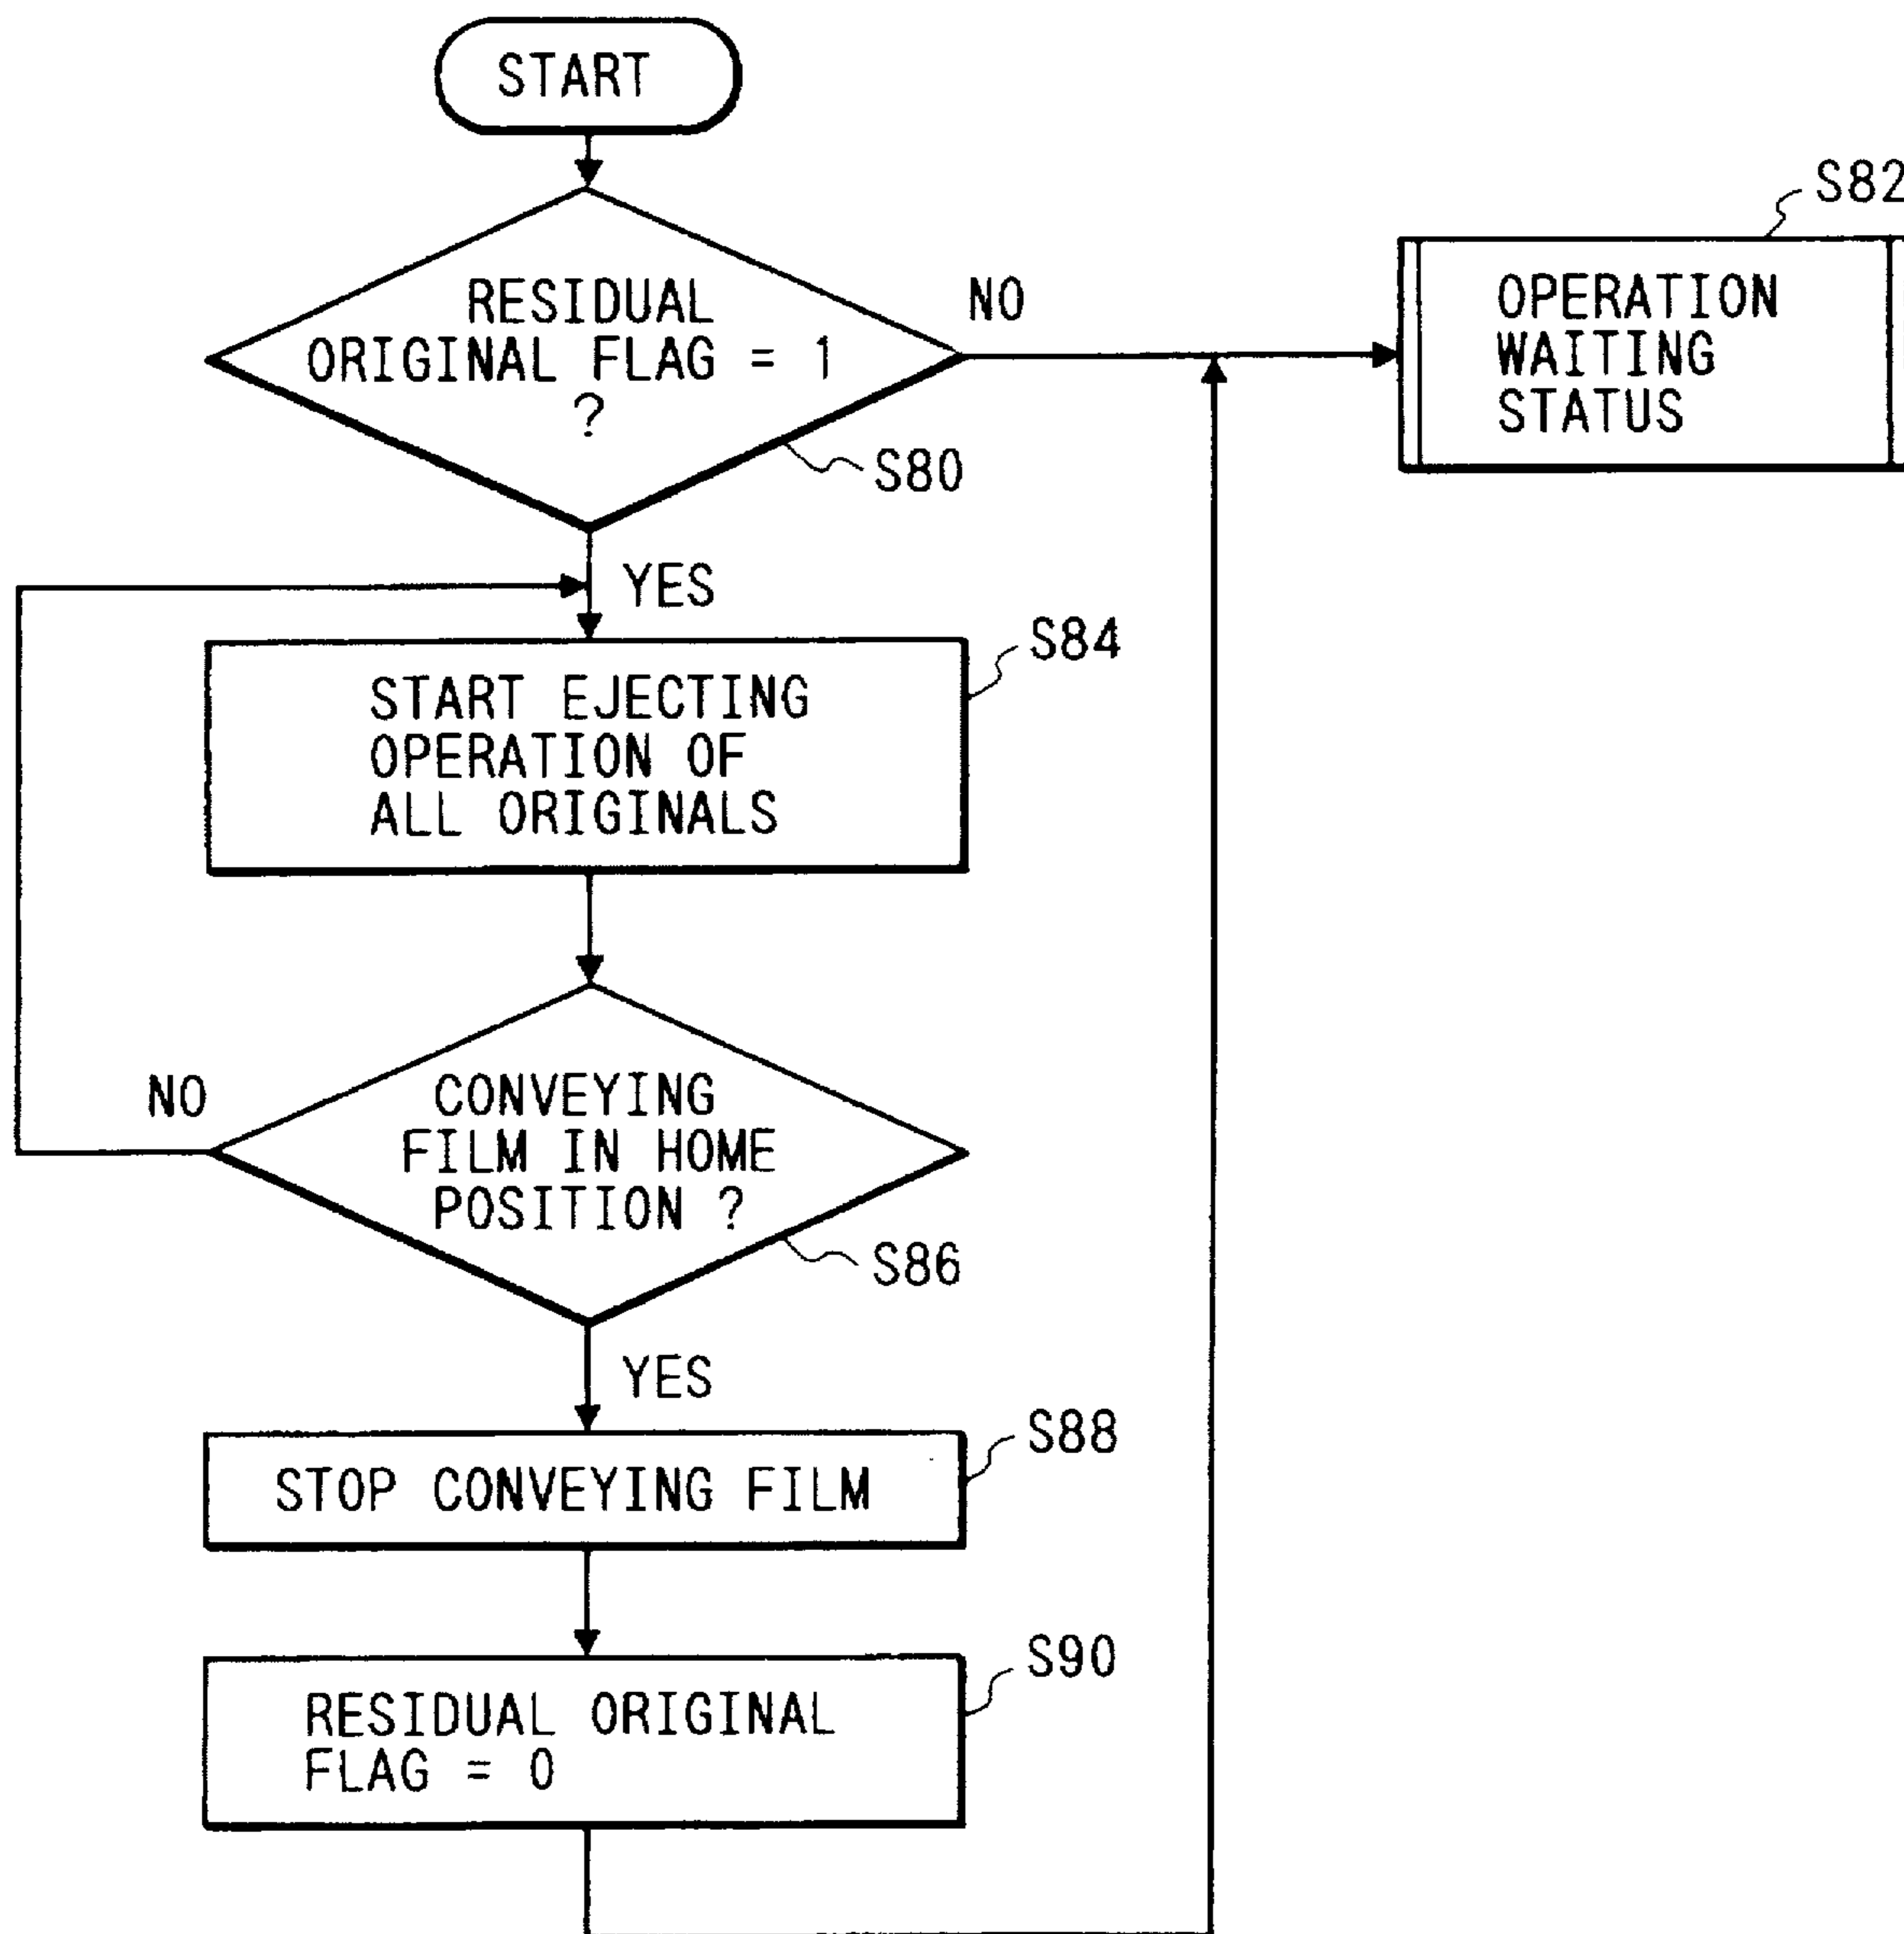 START
RESIDUAL
ORIGINAL FLAG = 1
?
NO
S80
S82
OPERATION
WAITING
STATUS
YES
S84
START EJECTING
OPERATION OF
ALL ORIGINALS
NO
CONVEYING
FILM IN HOME
POSITION ?
S86
YES
S88
STOP CONVEYING FILM
S90
RESIDUAL ORIGINAL
FLAG = 0